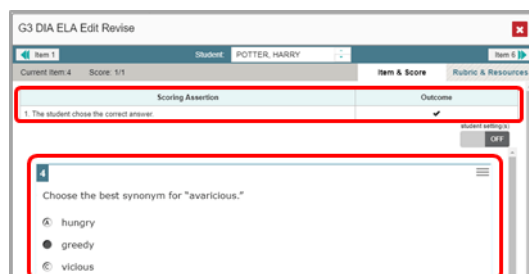 G3 DIA ELA Edit Revise
Item 1 Student: POTTER, HARRY Item 6
Current Item:4 Score: 1/1 Item & Score Rubric & Resources
Scoring Assertion Outcome
1. The student chose the correct answer.
student setting(s)
OFF
4
Choose the best synonym for "avaricious."
A hungry
greedy
C vicious